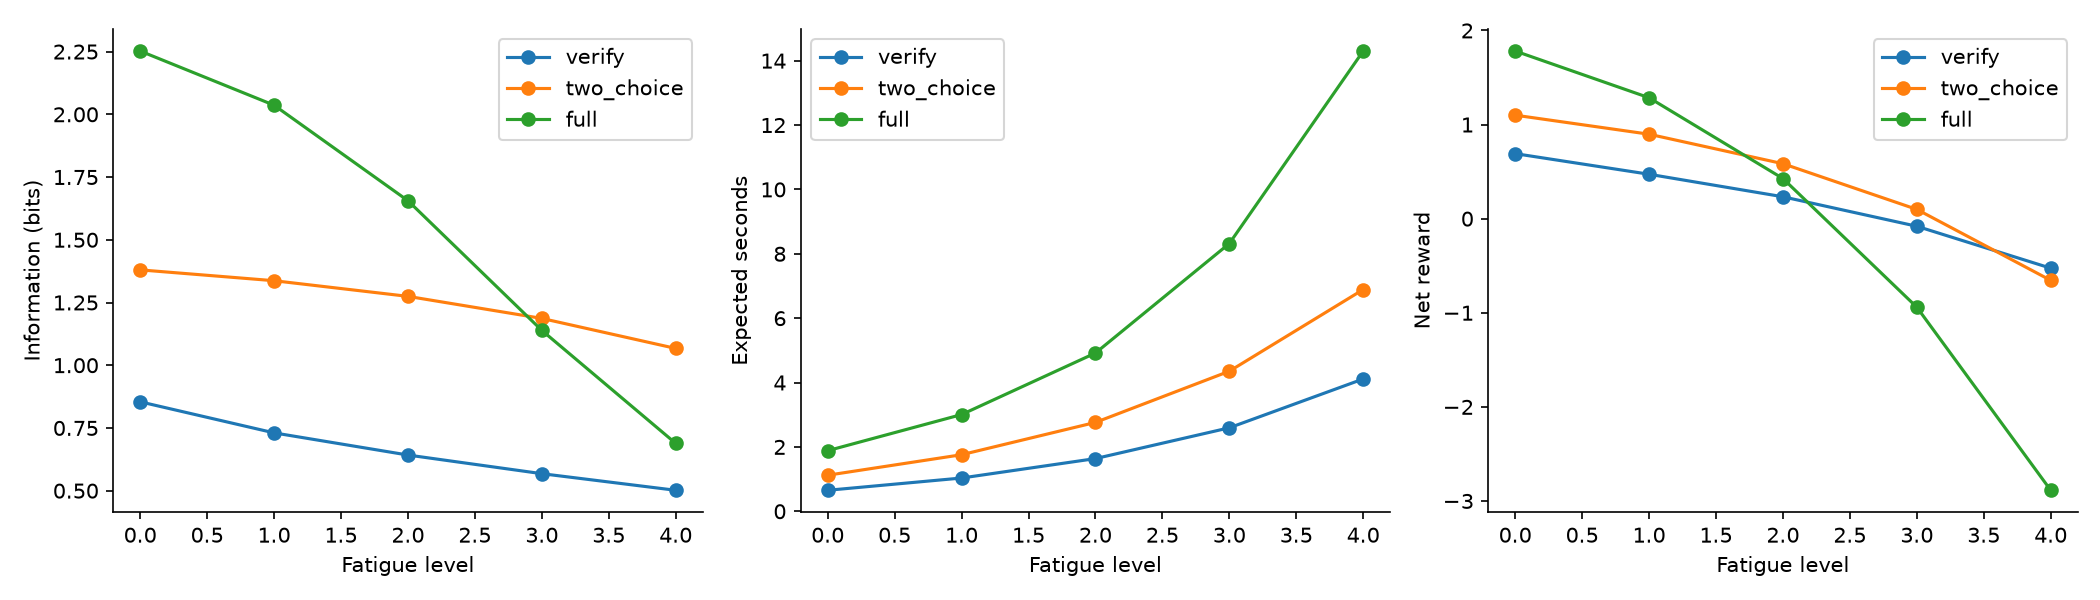 Information (bits)
2.25
2.00
1.75
1.50
1.25
1.00
0.75
0.50
0.0 0.5 1.0 1.5 2.0 2.5 3.0 3.5 4.0
Fatigue level
verify
two_choice
full
Expected seconds
14
12
10
8
6
4
2
0
0.0 0.5 1.0 1.5 2.0 2.5 3.0 3.5 4.0
Fatigue level
verify
two_choice
full
Net reward
2
1
0
−1
−2
−3
0.0 0.5 1.0 1.5 2.0 2.5 3.0 3.5 4.0
Fatigue level
verify
two_choice
full